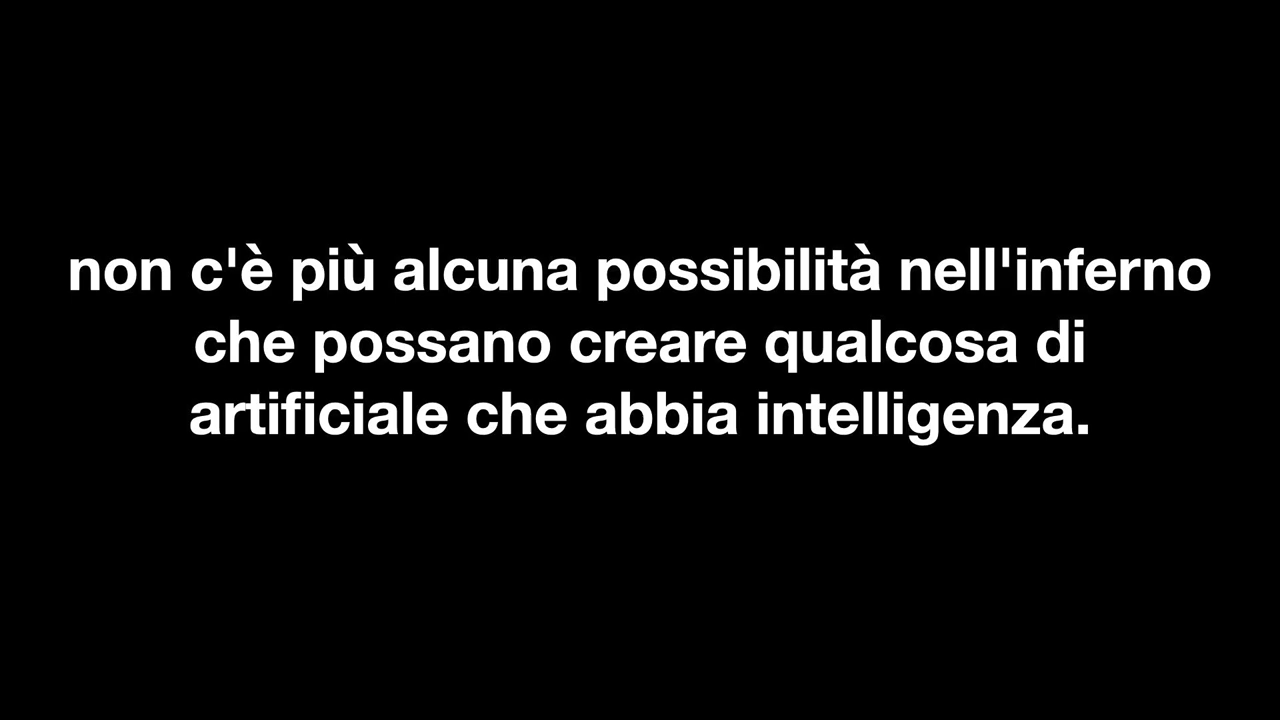 non c'è più alcuna possibilità nell'inferno
che possano creare qualcosa di
artificiale che abbia intelligenza.